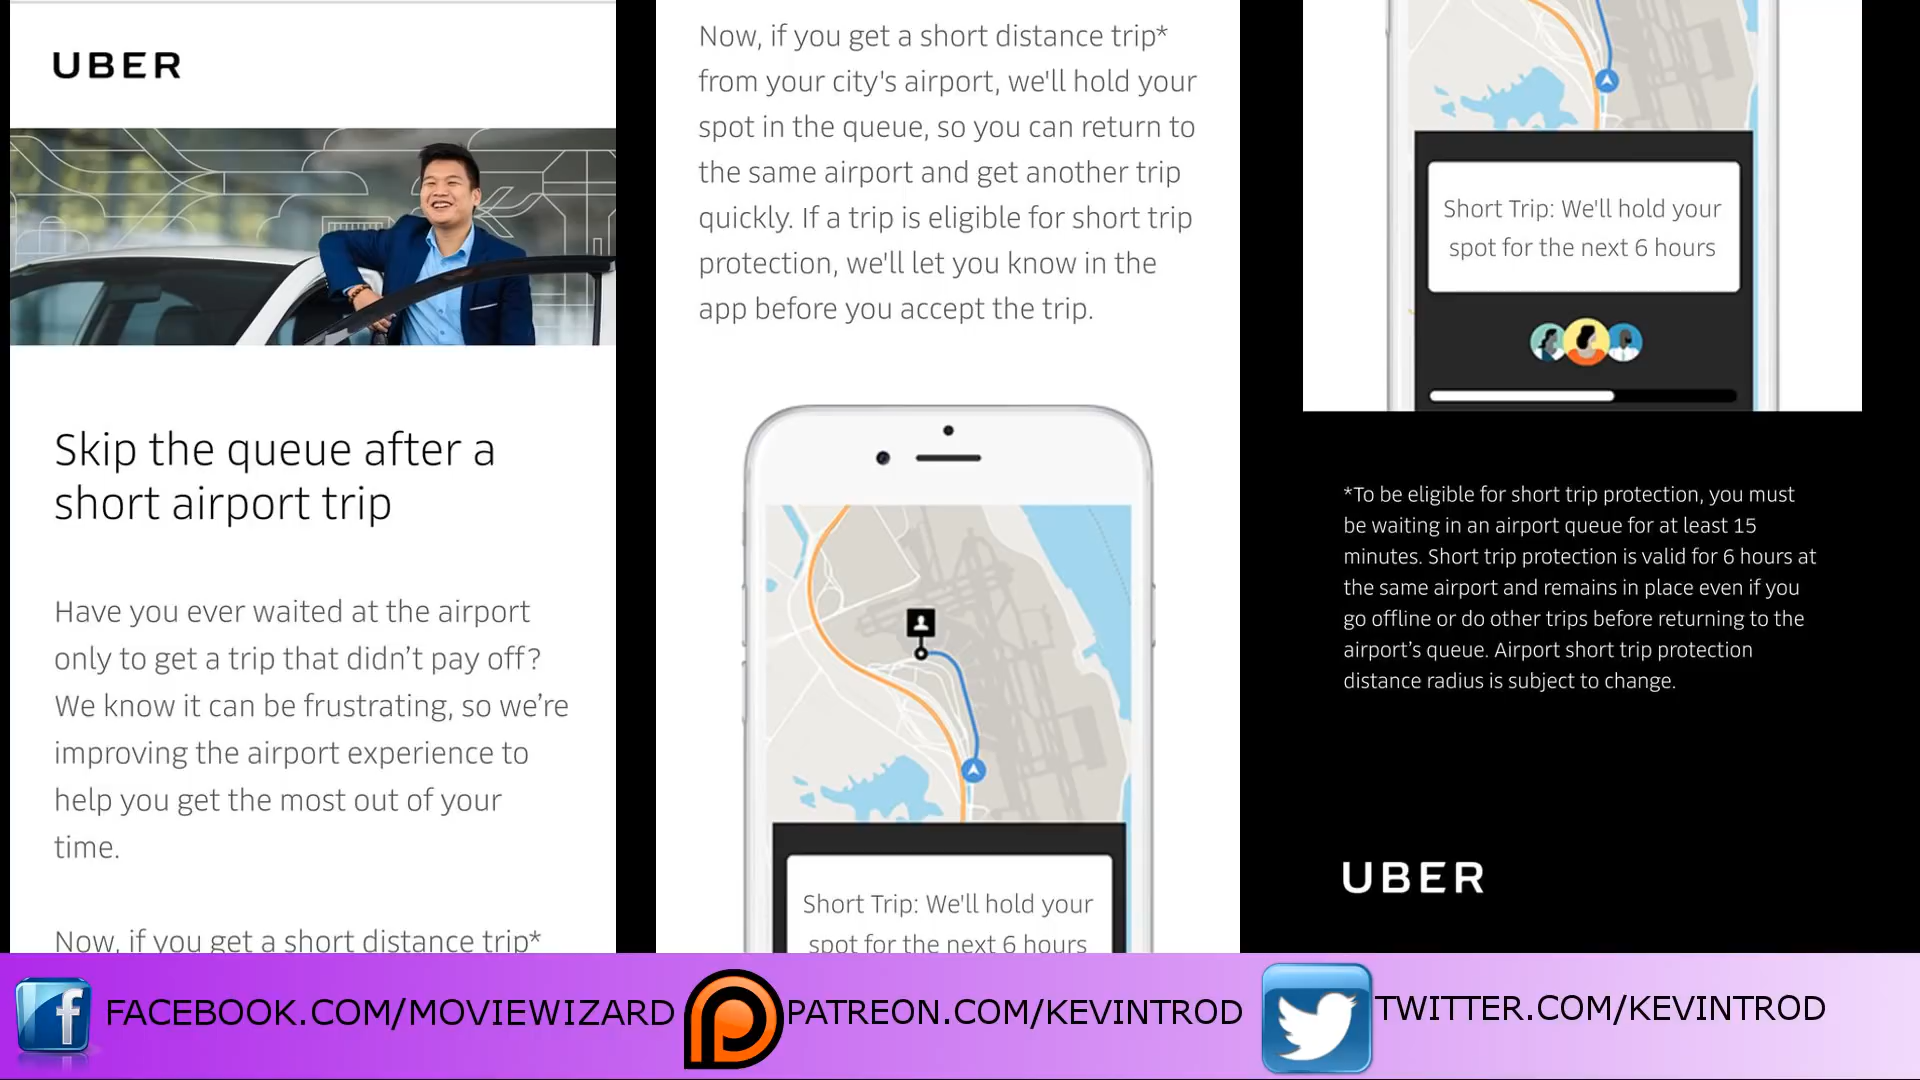 UBER
Skip the queue after a
short airport trip
Have you ever waited at the airport
only to get a trip that didn’t pay off?
We know it can be frustrating, so we’re
improving the airport experience to
help you get the most out of your
time.
Now, if you get a short distance trip*
Now, if you get a short distance trip*
from your city's airport, we'll hold your
spot in the queue, so you can return to
the same airport and get another trip
quickly. If a trip is eligible for short trip
protection, we'll let you know in the
app before you accept the trip.
Short Trip: We'll hold your
spot for the next 6 hours
Short Trip: We'll hold your
spot for the next 6 hours
*To be eligible for short trip protection, you must
be waiting in an airport queue for at least 15
minutes. Short trip protection is valid for 6 hours at
the same airport and remains in place even if you
go offline or do other trips before returning to the
airport’s queue. Airport short trip protection
distance radius is subject to change.
UBER
FACEBOOK.COM/MOVIEWIZARD
PATREON.COM/KEVINTROD
TWITTER.COM/KEVINTROD